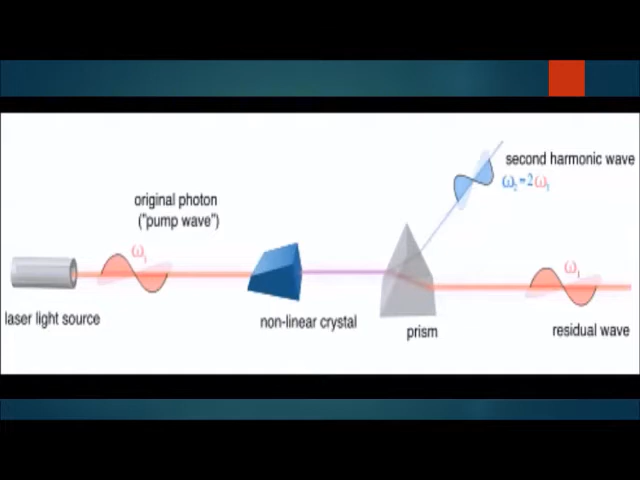 second harmonic wave
ω₂=2ω₁
original photon
("pump wave")
ω₁
ω₁
laser light source
non-linear crystal
prism
residual wave